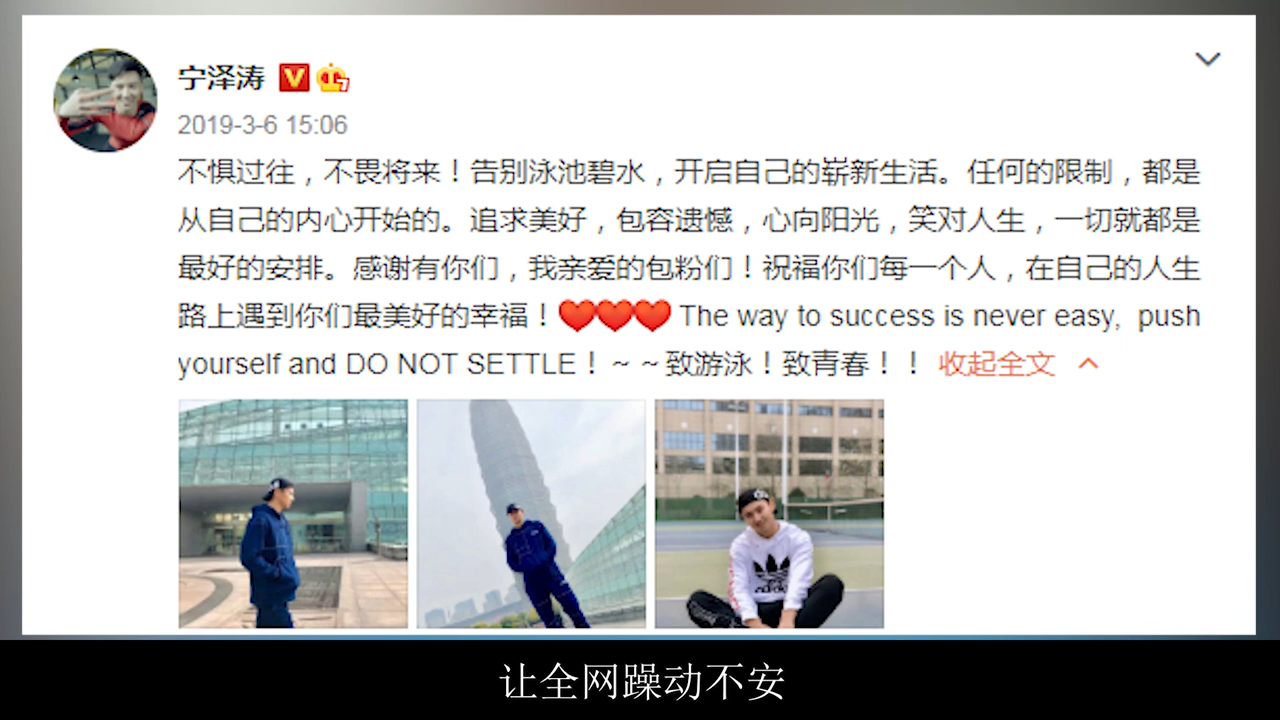 宁泽涛
2019-3-6 15:06
不惧过往，不畏将来！告别泳池碧水，开启自己的崭新生活。任何的限制，都是
从自己的内心开始的。追求美好，包容遗憾，心向阳光，笑对人生，一切就都是
最好的安排。感谢有你们，我亲爱的包粉们！祝福你们每一个人，在自己的人生
路上遇到你们最美好的幸福！❤️❤️❤️ The way to success is never easy, push
yourself and DO NOT SETTLE！～～致游泳！致青春！！ 收起全文
adidas
让全网躁动不安